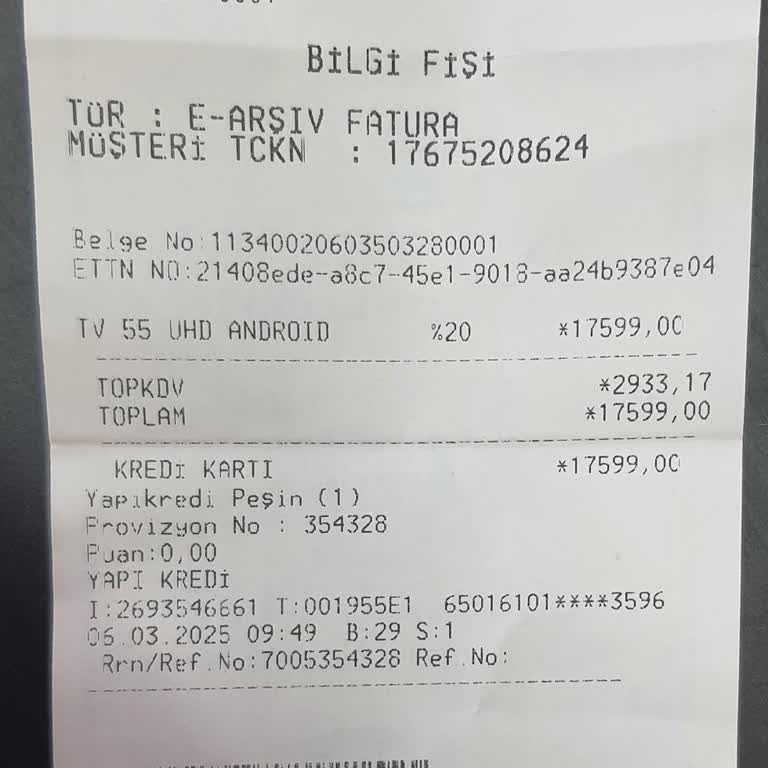 BİLGİ FİŞİ
TÜR : E-ARŞIV FATURA
MÜŞTERİ TCKN : 17675208624
Belge No:11340020603503280001
ETTN NO:21408ede-a8c7-45e1-9018-aa24b9387e04
TV 55 UHD ANDROID %20 *17599,00
TOPKDV *2933,17
TOPLAM *17599,00
KREDİ KARTI *17599,00
Yapıkredi Peşin (1)
Provizyon No : 354328
Puan:0,00
YAPI KREDİ
I:2693546661 T:001955E1 65016101****3596
06.03.2025 09:49 B:29 S:1
Rrn/Ref.No:7005354328 Ref.No: